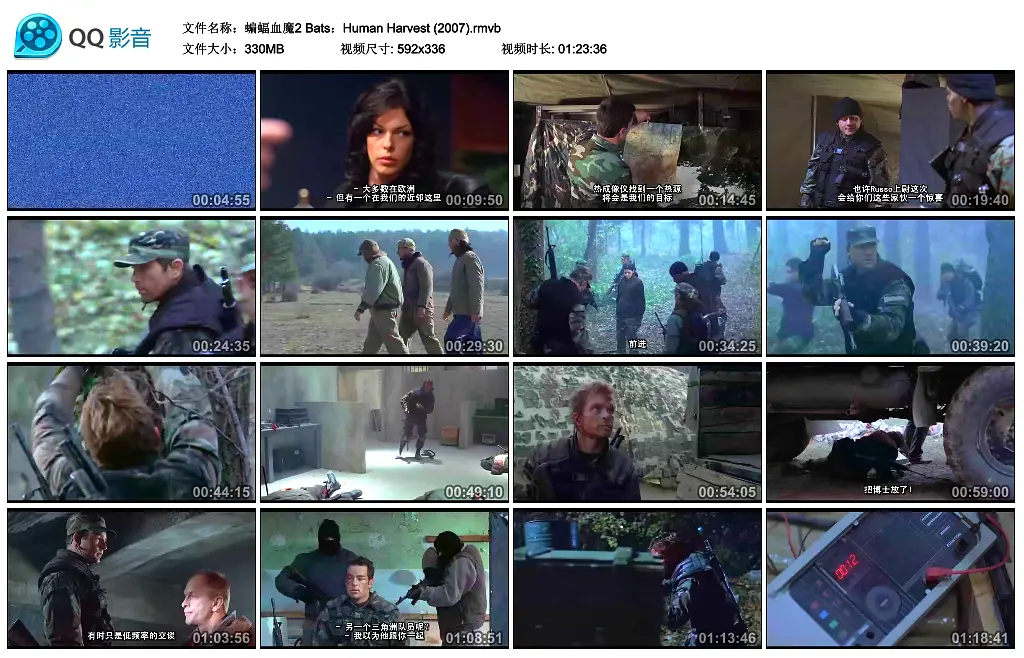 QQ影音
文件名称：蝙蝠血魔2 Bats：Human Harvest (2007).rmvb
文件大小：330MB 视频尺寸：592x336 视频时长：01:23:36
00:04:55
- 大多数在欧洲
- 但有一个在我们的近邻这里
00:09:50
热成像仪找到一个热源
将会是我们的目标
00:14:45
也许Russo上尉这次
会给你们这些家伙一个惊喜
00:19:40
00:24:35
00:29:30
前进
00:34:25
00:39:20
00:44:15
00:49:10
00:54:05
把博士放了!
00:59:00
有时只是低频率的交谈
01:03:56
- 另一个三角洲队员呢?
- 我以为他跟你一起
01:08:51
01:13:46
00:12
01:18:41